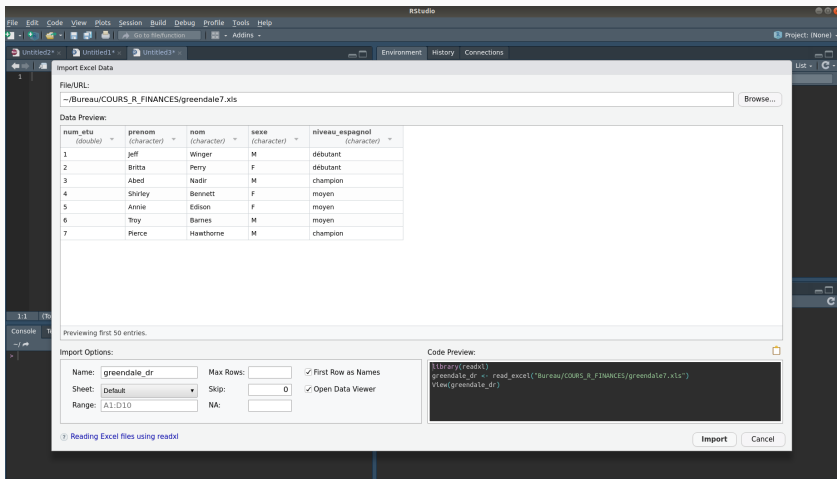 RStudio
File Edit Code View Plots Session Build Debug Profile Tools Help
Go to file/function Addins Project: (None)
Untitled2* Untitled1* Untitled3* Environment History Connections
List
Import Excel Data
1
File/URL:
~/Bureau/COURS_R_FINANCES/greendale7.xls Browse...
Data Preview:
num_etu prenom nom sexe niveau_espagnol
(double) (character) (character) (character) (character)
1 Jeff Winger M débutant
2 Britta Perry F débutant
3 Abed Nadir M champion
4 Shirley Bennett F moyen
5 Annie Edison F moyen
6 Troy Barnes M moyen
7 Pierce Hawthorne M champion
1:1 (To
Previewing first 50 entries.
Console Te
~/
>
Import Options: Code Preview:
Name: greendale_dr Max Rows: First Row as Names
Sheet: Default Skip: 0 Open Data Viewer
Range: A1:D10 NA:
library(readxl)
greendale_dr <- read_excel("Bureau/COURS_R_FINANCES/greendale7.xls")
View(greendale_dr)
? Reading Excel files using readxl
Import Cancel